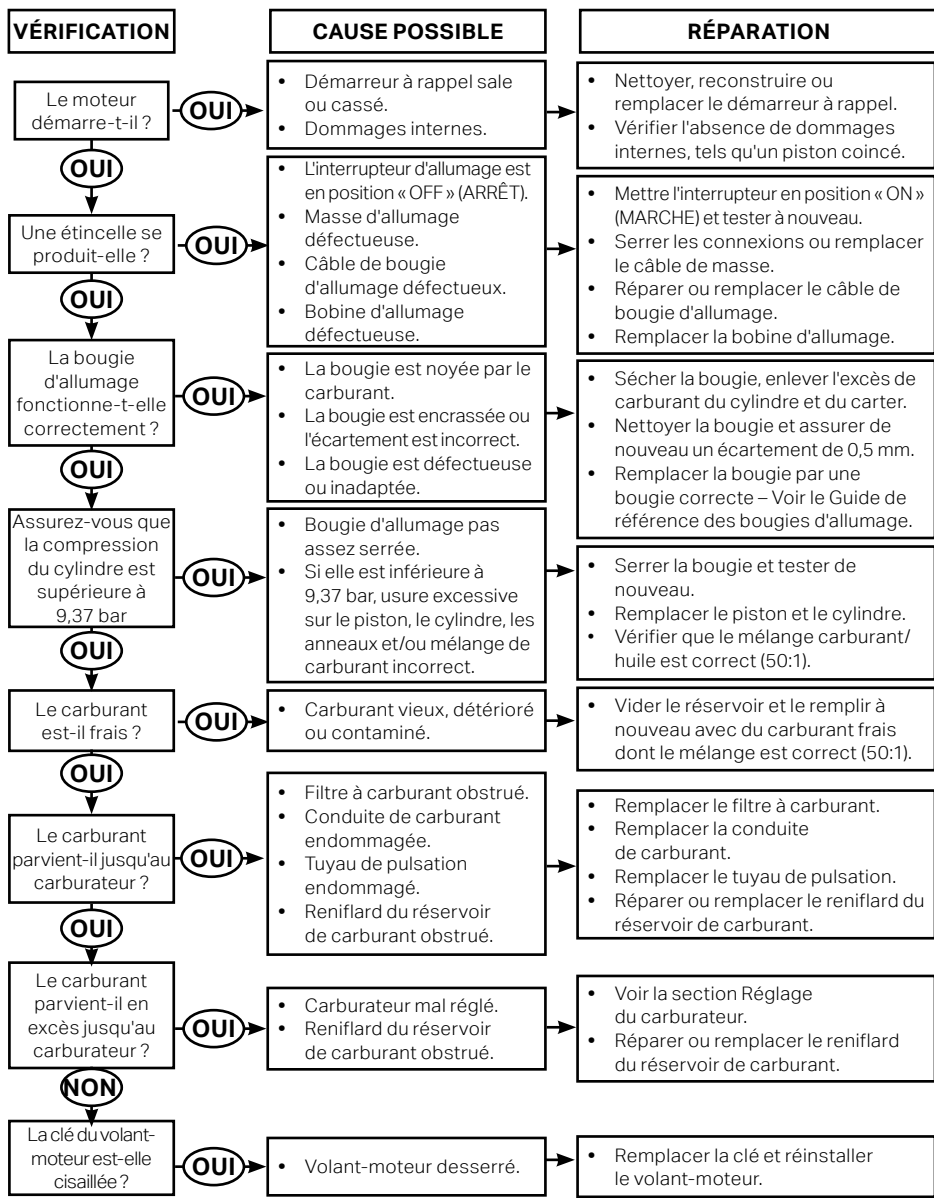 VÉRIFICATION
CAUSE POSSIBLE
RÉPARATION
Le moteur
démarre-t-il ?
OUI
• Démarreur à rappel sale
ou cassé.
• Dommages internes.
• Nettoyer, reconstruire ou
remplacer le démarreur à rappel.
• Vérifier l'absence de dommages
internes, tels qu'un piston coincé.
OUI
Une étincelle se
produit-elle ?
OUI
• L'interrupteur d'allumage est
en position « OFF » (ARRÊT).
• Masse d'allumage
défectueuse.
• Câble de bougie
d'allumage défectueux.
• Bobine d'allumage
défectueuse.
• Mettre l'interrupteur en position « ON »
(MARCHE) et tester à nouveau.
• Serrer les connexions ou remplacer
le câble de masse.
• Réparer ou remplacer le câble de
bougie d'allumage.
• Remplacer la bobine d'allumage.
OUI
La bougie
d'allumage
fonctionne-t-elle
correctement ?
OUI
• La bougie est noyée par le
carburant.
• La bougie est encrassée ou
l'écartement est incorrect.
• La bougie est défectueuse
ou inadaptée.
• Sécher la bougie, enlever l'excès de
carburant du cylindre et du carter.
• Nettoyer la bougie et assurer de
nouveau un écartement de 0,5 mm.
• Remplacer la bougie par une
bougie correcte – Voir le Guide de
référence des bougies d'allumage.
OUI
Assurez-vous que
la compression
du cylindre est
supérieure à
9,37 bar
OUI
• Bougie d'allumage pas
assez serrée.
• Si elle est inférieure à
9,37 bar, usure excessive
sur le piston, le cylindre, les
anneaux et/ou mélange de
carburant incorrect.
• Serrer la bougie et tester de
nouveau.
• Remplacer le piston et le cylindre.
• Vérifier que le mélange carburant/
huile est correct (50:1).
OUI
Le carburant
est-il frais ?
OUI
• Carburant vieux, détérioré
ou contaminé.
• Vider le réservoir et le remplir à
nouveau avec du carburant frais
dont le mélange est correct (50:1).
OUI
Le carburant
parvient-il jusqu'au
carburateur ?
OUI
• Filtre à carburant obstrué.
• Conduite de carburant
endommagée.
• Tuyau de pulsation
endommagé.
• Reniflard du réservoir
de carburant obstrué.
• Remplacer le filtre à carburant.
• Remplacer la conduite
de carburant.
• Remplacer le tuyau de pulsation.
• Réparer ou remplacer le reniflard du
réservoir de carburant.
OUI
Le carburant
parvient-il en
excès jusqu'au
carburateur ?
OUI
• Carburateur mal réglé.
• Reniflard du réservoir
de carburant obstrué.
• Voir la section Réglage
du carburateur.
• Réparer ou remplacer le reniflard
du réservoir de carburant.
NON
La clé du volant-
moteur est-elle
cisaillée ?
OUI
• Volant-moteur desserré.
• Remplacer la clé et réinstaller
le volant-moteur.